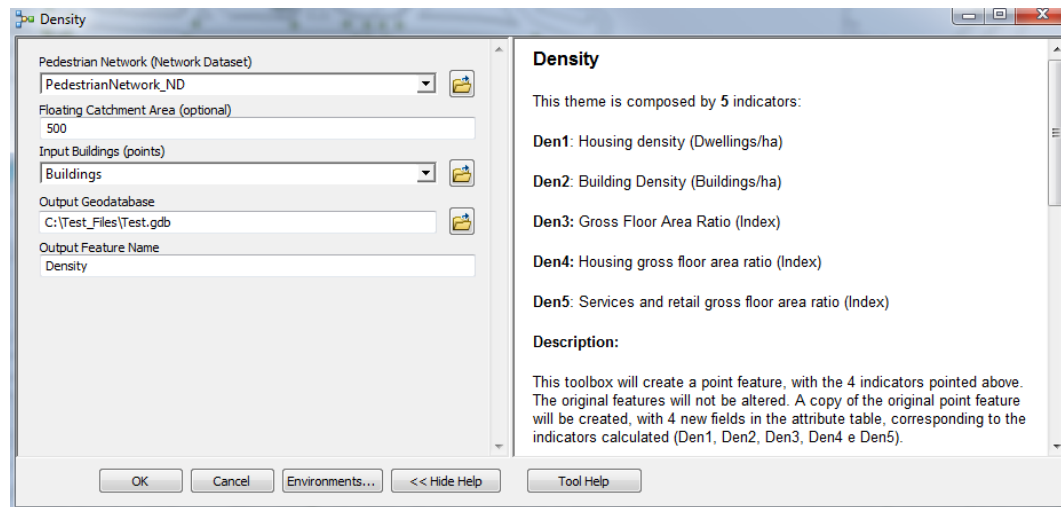 Density
Pedestrian Network (Network Dataset)
PedestrianNetwork_ND
Floating Catchment Area (optional)
500
Input Buildings (points)
Buildings
Output Geodatabase
C:\Test_Files\Test.gdb
Output Feature Name
Density
Density
This theme is composed by 5 indicators:
Den1: Housing density (Dwellings/ha)
Den2: Building Density (Buildings/ha)
Den3: Gross Floor Area Ratio (Index)
Den4: Housing gross floor area ratio (Index)
Den5: Services and retail gross floor area ratio (Index)
Description:
This toolbox will create a point feature, with the 4 indicators pointed above.
The original features will not be altered. A copy of the original point feature
will be created, with 4 new fields in the attribute table, corresponding to the
indicators calculated (Den1, Den2, Den3, Den4 e Den5).
OK
Cancel
Environments...
<< Hide Help
Tool Help